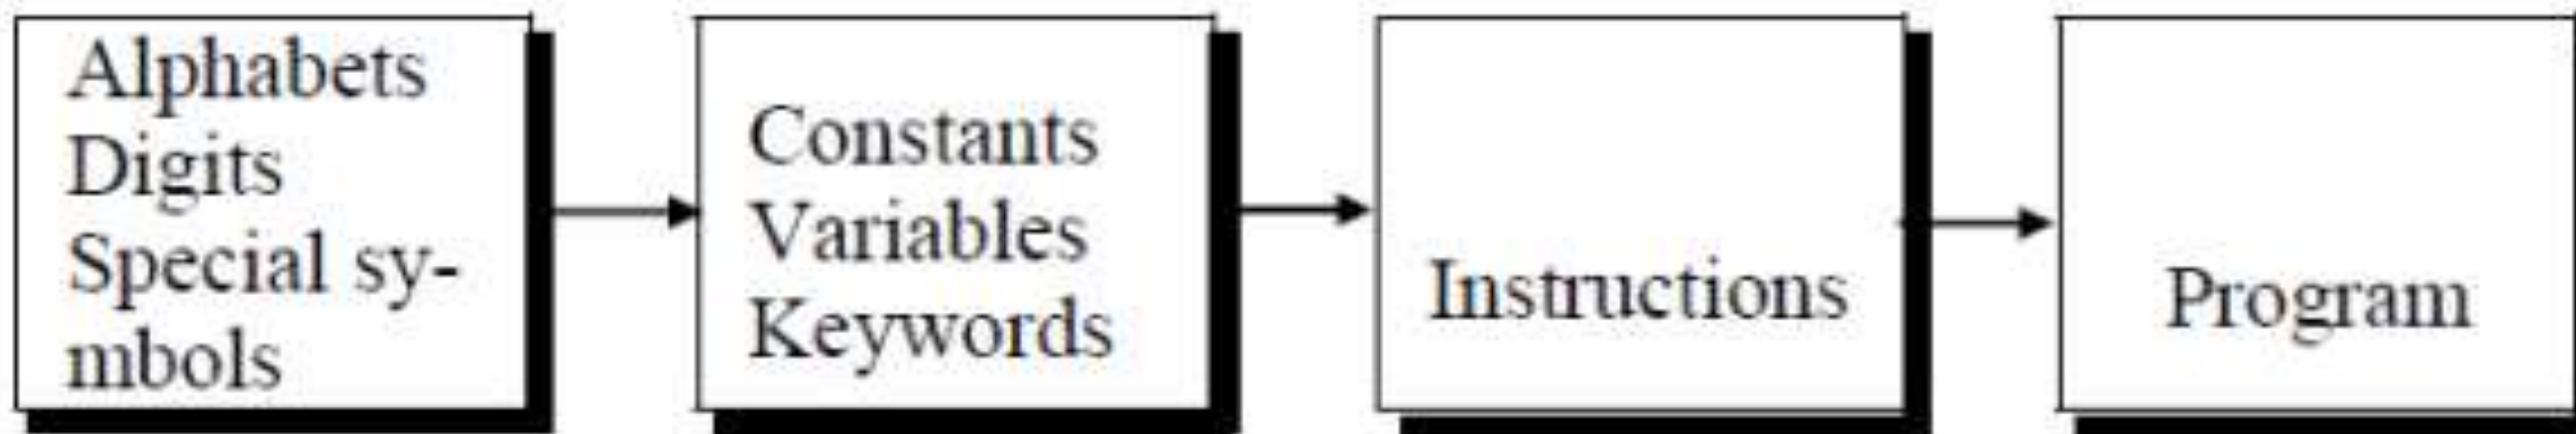 Alphabets
Digits
Special sy-
mbols
Constants
Variables
Keywords
Instructions
Program